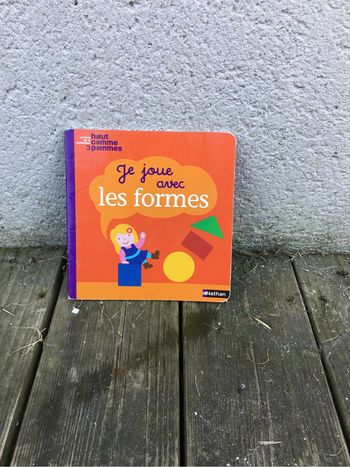 haut
comme
3 pommes
Je joue
avec
les formes
Nathan